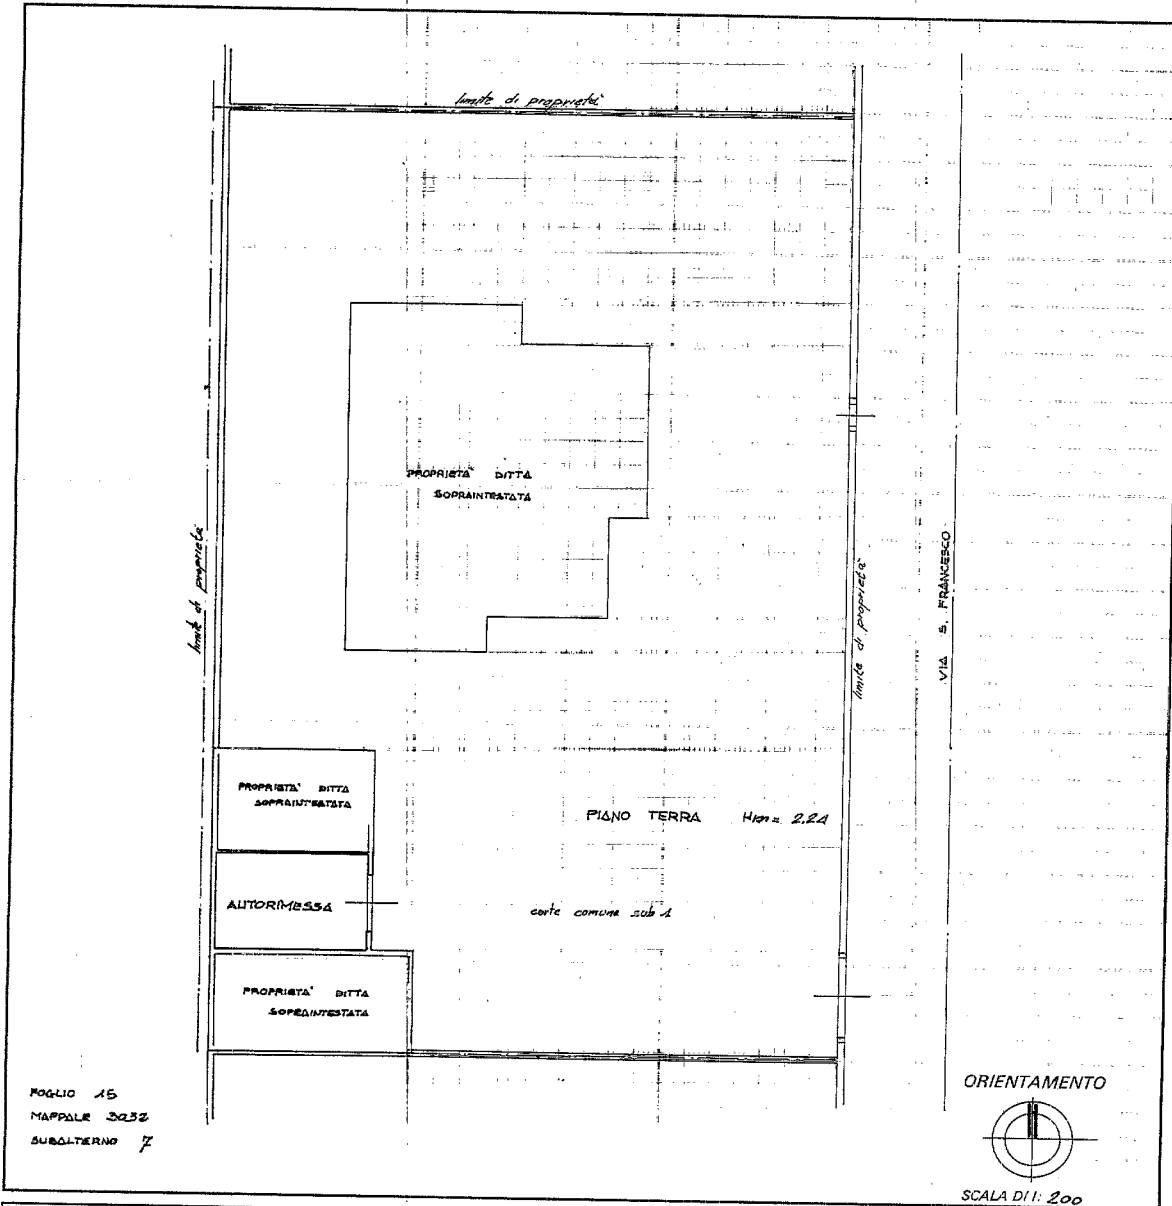 limite di proprietà
PROPRIETA' DITTA
SOPRAINTESTATA
limite di proprietà
limite di proprietà
VIA S. FRANCESCO
PROPRIETA' DITTA
SOPRAINTESTATA
PIANO TERRA Hm= 2.24
AUTORIMESSA
corte comune sub 1
PROPRIETA' DITTA
SOPRAINTESTATA
FOGLIO 15
MAPPALE 3032
SUBALTERNO 7
ORIENTAMENTO
SCALA DI 1: 200